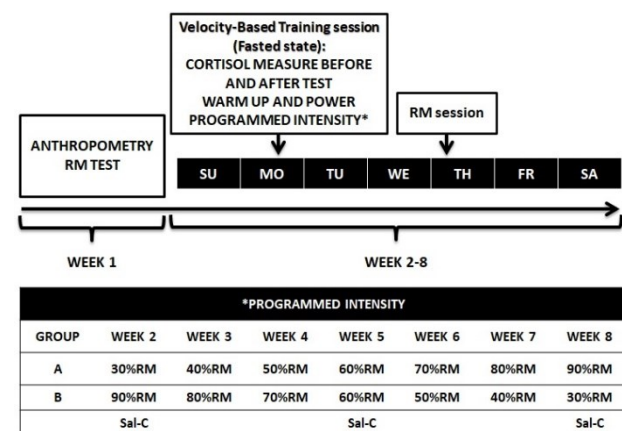 Velocity-Based Training session
(Fasted state):
CORTISOL MEASURE BEFORE
AND AFTER TEST
WARM UP AND POWER
PROGRAMMED INTENSITY*
RM session
ANTHROPOMETRY
RM TEST
SU MO TU WE TH FR SA
WEEK 1 WEEK 2-8
*PROGRAMMED INTENSITY
GROUP WEEK 2 WEEK 3 WEEK 4 WEEK 5 WEEK 6 WEEK 7 WEEK 8
A 30%RM 40%RM 50%RM 60%RM 70%RM 80%RM 90%RM
B 90%RM 80%RM 70%RM 60%RM 50%RM 40%RM 30%RM
Sal-C Sal-C Sal-C